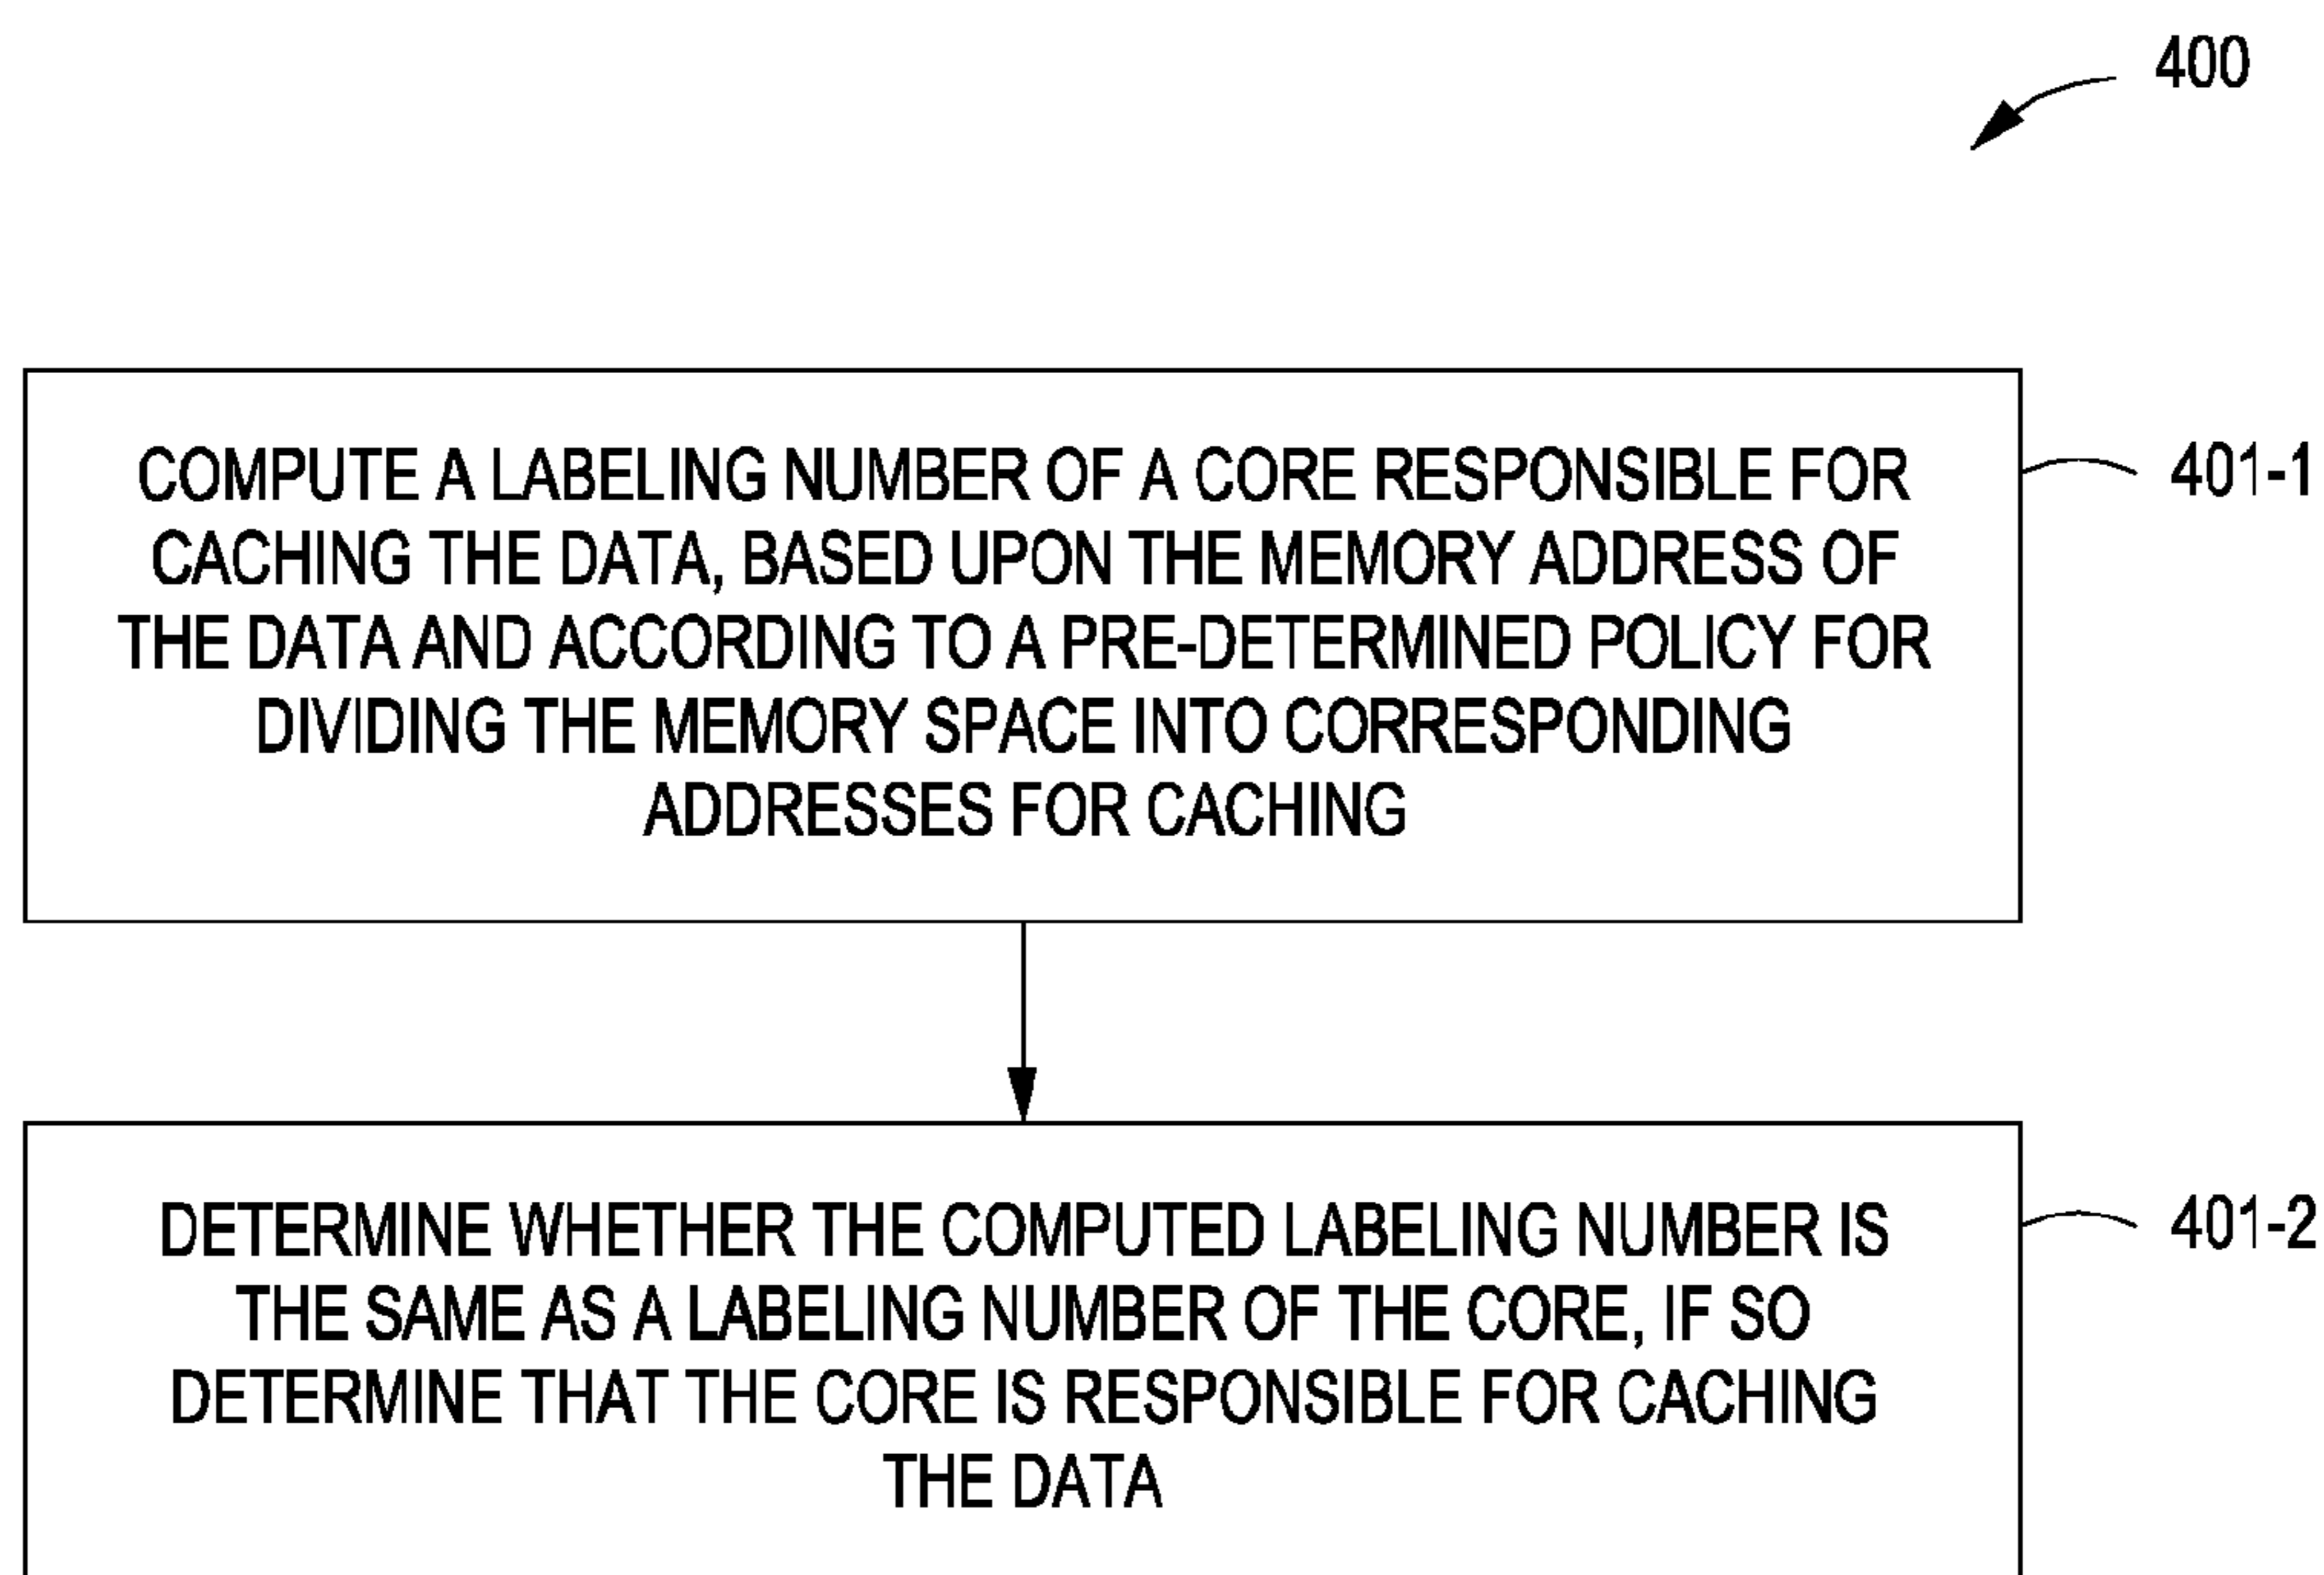 400
COMPUTE A LABELING NUMBER OF A CORE RESPONSIBLE FOR
CACHING THE DATA, BASED UPON THE MEMORY ADDRESS OF
THE DATA AND ACCORDING TO A PRE-DETERMINED POLICY FOR
DIVIDING THE MEMORY SPACE INTO CORRESPONDING
ADDRESSES FOR CACHING
401-1
DETERMINE WHETHER THE COMPUTED LABELING NUMBER IS
THE SAME AS A LABELING NUMBER OF THE CORE, IF SO
DETERMINE THAT THE CORE IS RESPONSIBLE FOR CACHING
THE DATA
401-2